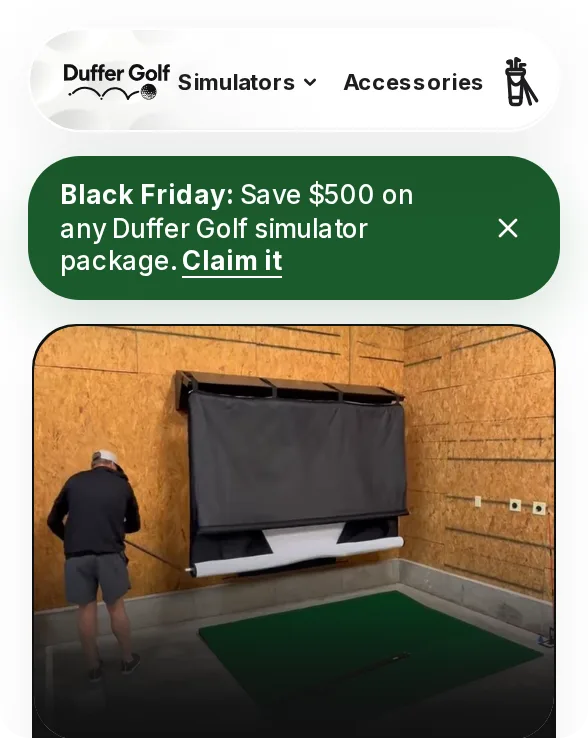 Duffer Golf
Simulators
Accessories
Black Friday: Save $500 on
any Duffer Golf simulator
package. Claim it